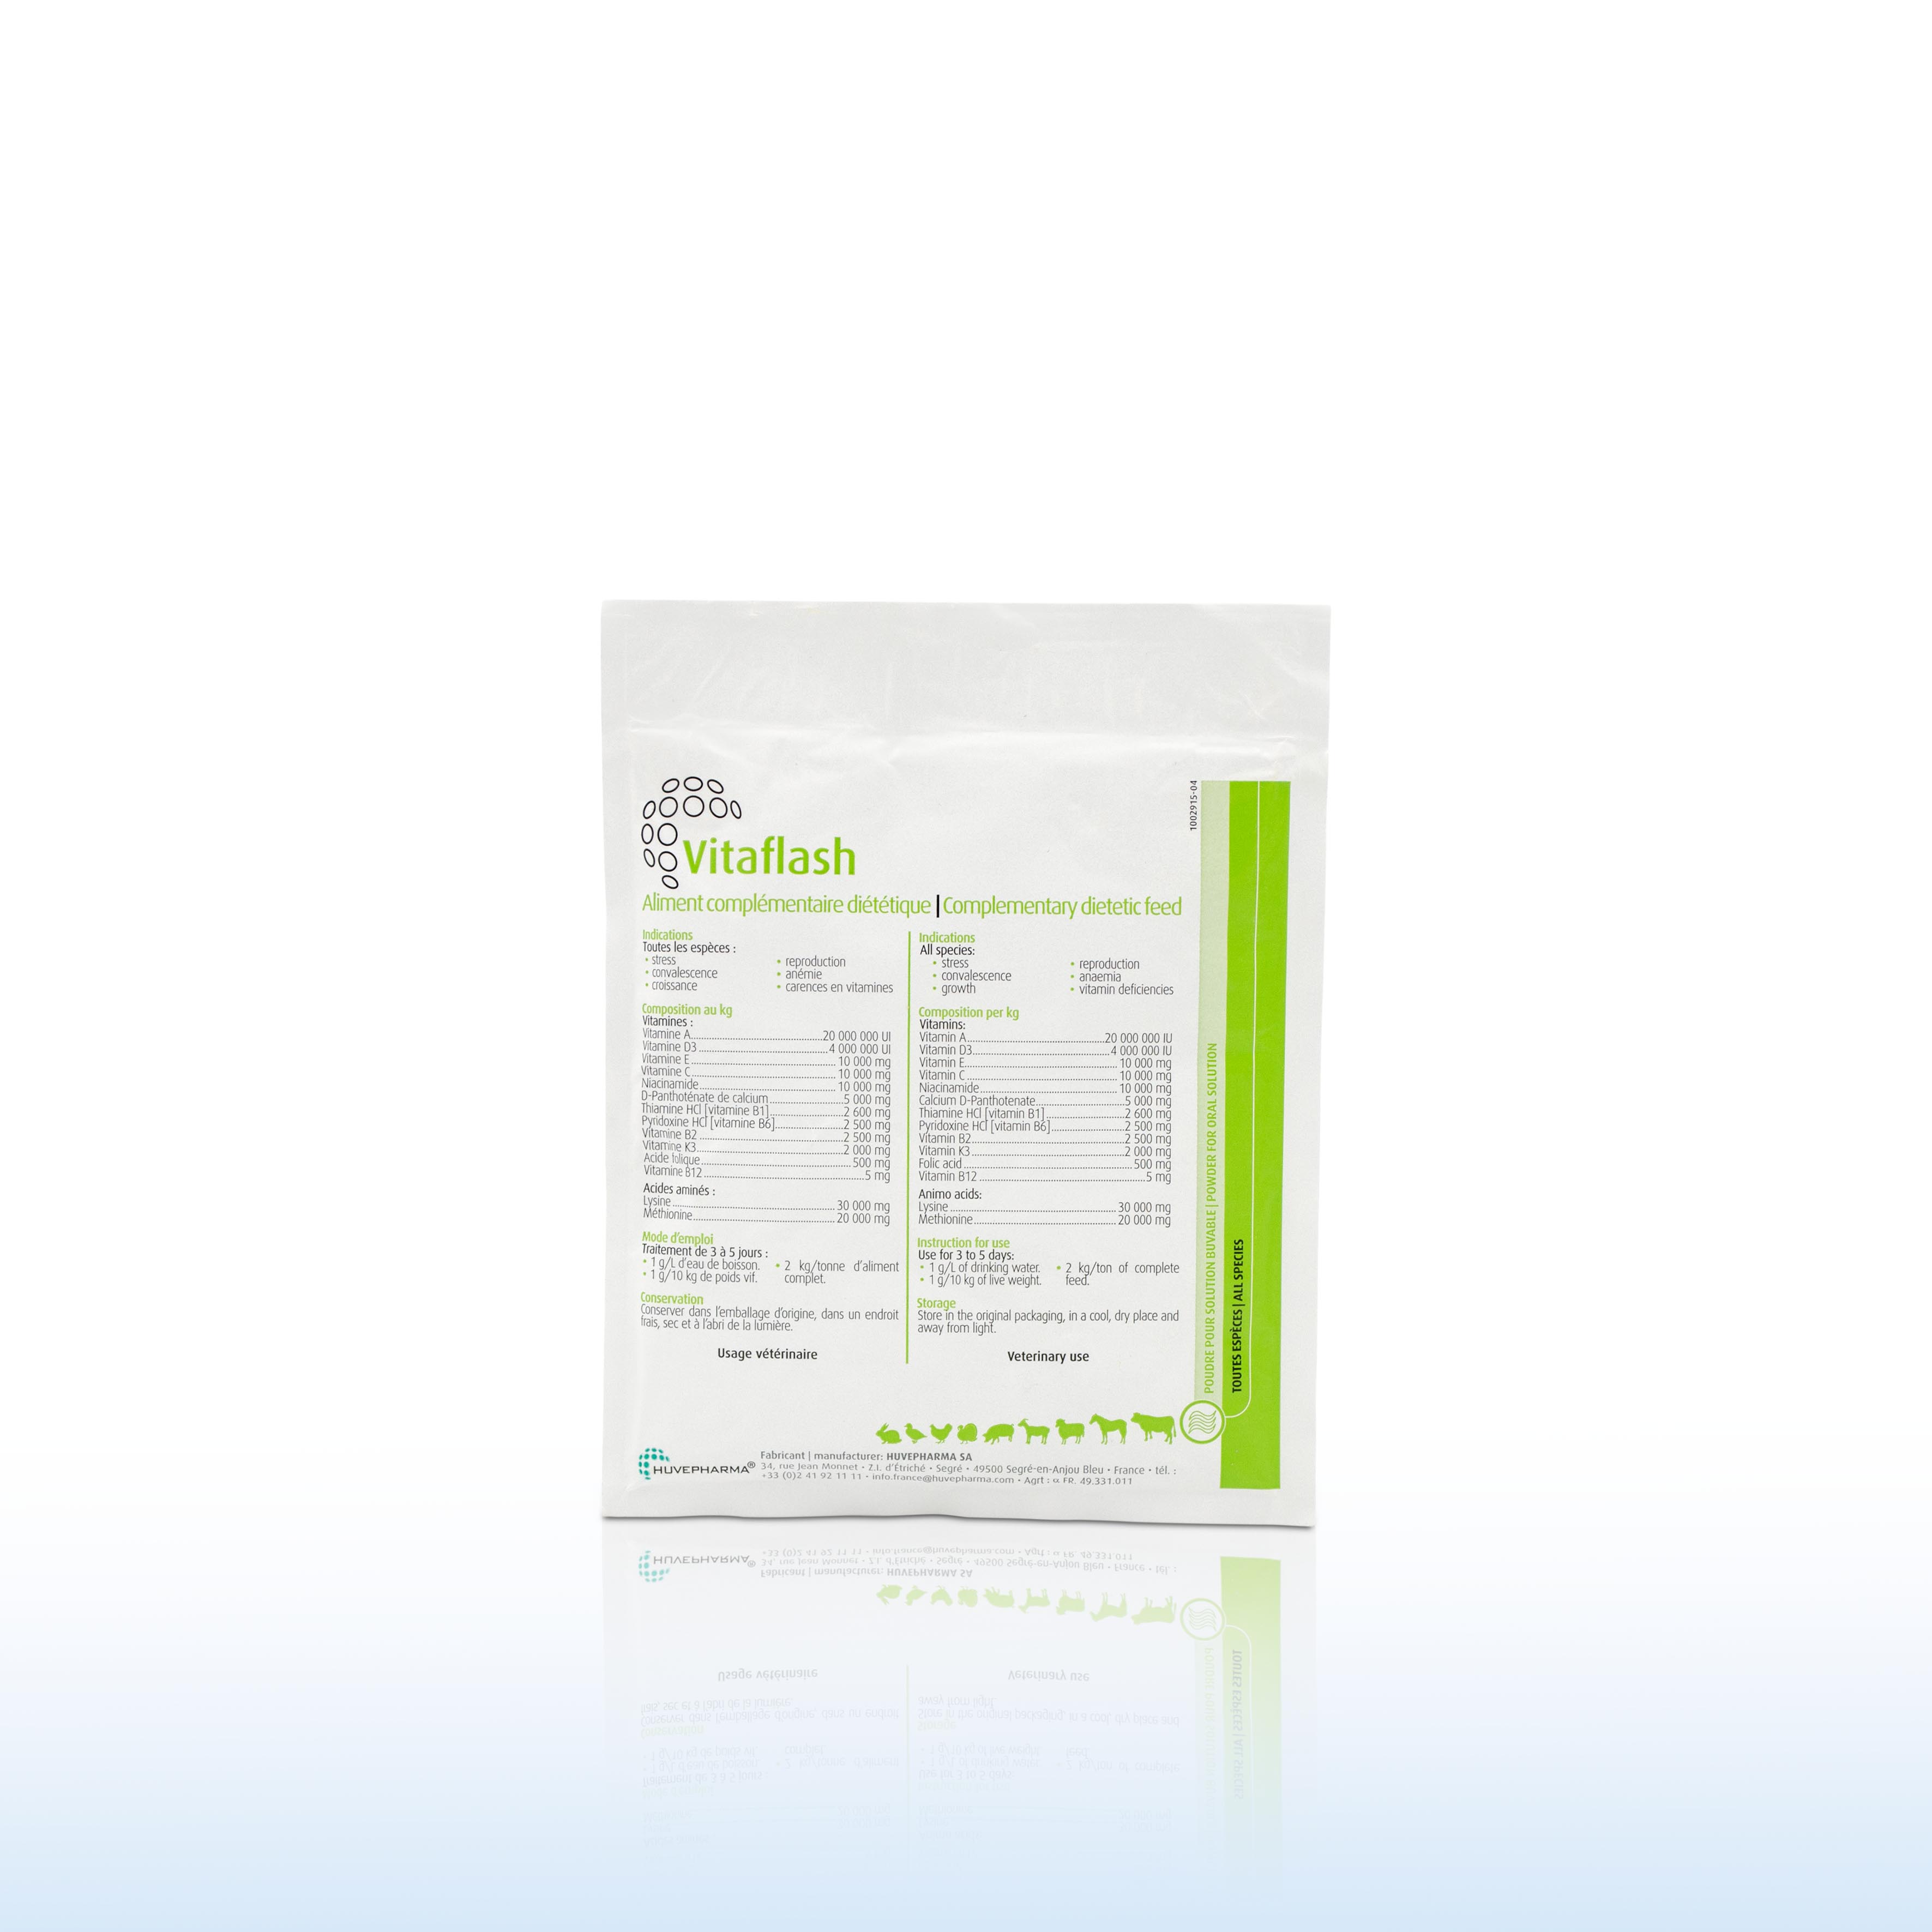 1002915-04
Vitaflash
Aliment complémentaire diététique | Complementary dietetic feed
Indications
Toutes les espèces :
• stress
• convalescence
• croissance
• reproduction
• anémie
• carences en vitamines
Composition au kg
Vitamines :
Vitamine A 20 000 000 UI
Vitamine D3 4 000 000 UI
Vitamine E 10 000 mg
Vitamine C 10 000 mg
Niacinamide 10 000 mg
D-Panthoténate de calcium 5 000 mg
Thiamine HCl [vitamine B1] 2 600 mg
Pyridoxine HCl [vitamine B6] 2 500 mg
Vitamine B2 2 500 mg
Vitamine K3 2 000 mg
Acide folique 500 mg
Vitamine B12 5 mg
Acides aminés :
Lysine 30 000 mg
Méthionine 20 000 mg
Mode d'emploi
Traitement de 3 à 5 jours :
• 1 g/L d'eau de boisson.
• 1 g/10 kg de poids vif.
• 2 kg/tonne d'aliment
complet.
Conservation
Conserver dans l'emballage d'origine, dans un endroit
frais, sec et à l'abri de la lumière.
Usage vétérinaire
Indications
All species:
• stress
• convalescence
• growth
• reproduction
• anaemia
• vitamin deficiencies
Composition per kg
Vitamins:
Vitamin A 20 000 000 IU
Vitamin D3 4 000 000 IU
Vitamin E 10 000 mg
Vitamin C 10 000 mg
Niacinamide 10 000 mg
Calcium D-Panthotenate 5 000 mg
Thiamine HCl [vitamin B1] 2 600 mg
Pyridoxine HCl [vitamin B6] 2 500 mg
Vitamin B2 2 500 mg
Vitamin K3 2 000 mg
Folic acid 500 mg
Vitamin B12 5 mg
Animo acids:
Lysine 30 000 mg
Methionine 20 000 mg
Instruction for use
Use for 3 to 5 days:
• 1 g/L of drinking water.
• 1 g/10 kg of live weight.
• 2 kg/ton of complete
feed.
Storage
Store in the original packaging, in a cool, dry place and
away from light.
Veterinary use
POUDRE POUR SOLUTION BUVABLE | POWDER FOR ORAL SOLUTION
TOUTES ESPÈCES | ALL SPECIES
HUVEPHARMA®
Fabricant | manufacturer: HUVEPHARMA SA
34, rue Jean Monnet • Z.I. d'Étriché • Segré • 49500 Segré-en-Anjou Bleu • France • tél. :
+33 (0)2 41 92 11 11 • info.france@huvepharma.com • Agrt : α FR. 49.331.011